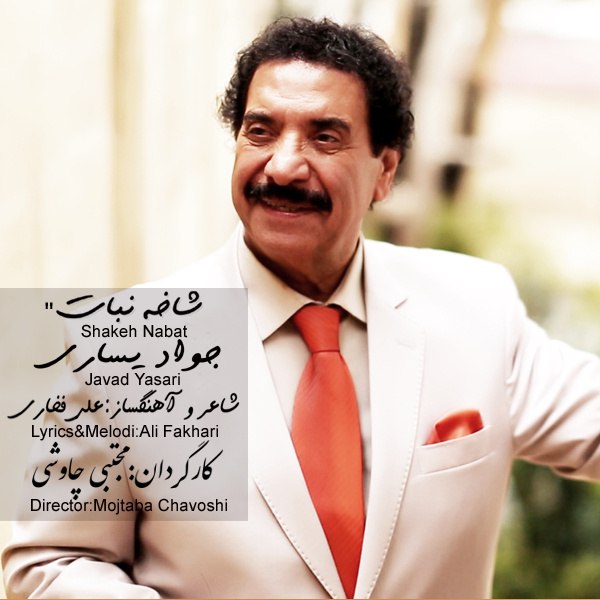 شاخه نبات"
Shakeh Nabat
جواد یساری
Javad Yasari
شاعر و آهنگساز:علی فخاری
Lyrics&Melodi:Ali Fakhari
کارگردان:مجتبی چاوشی
Director:Mojtaba Chavoshi